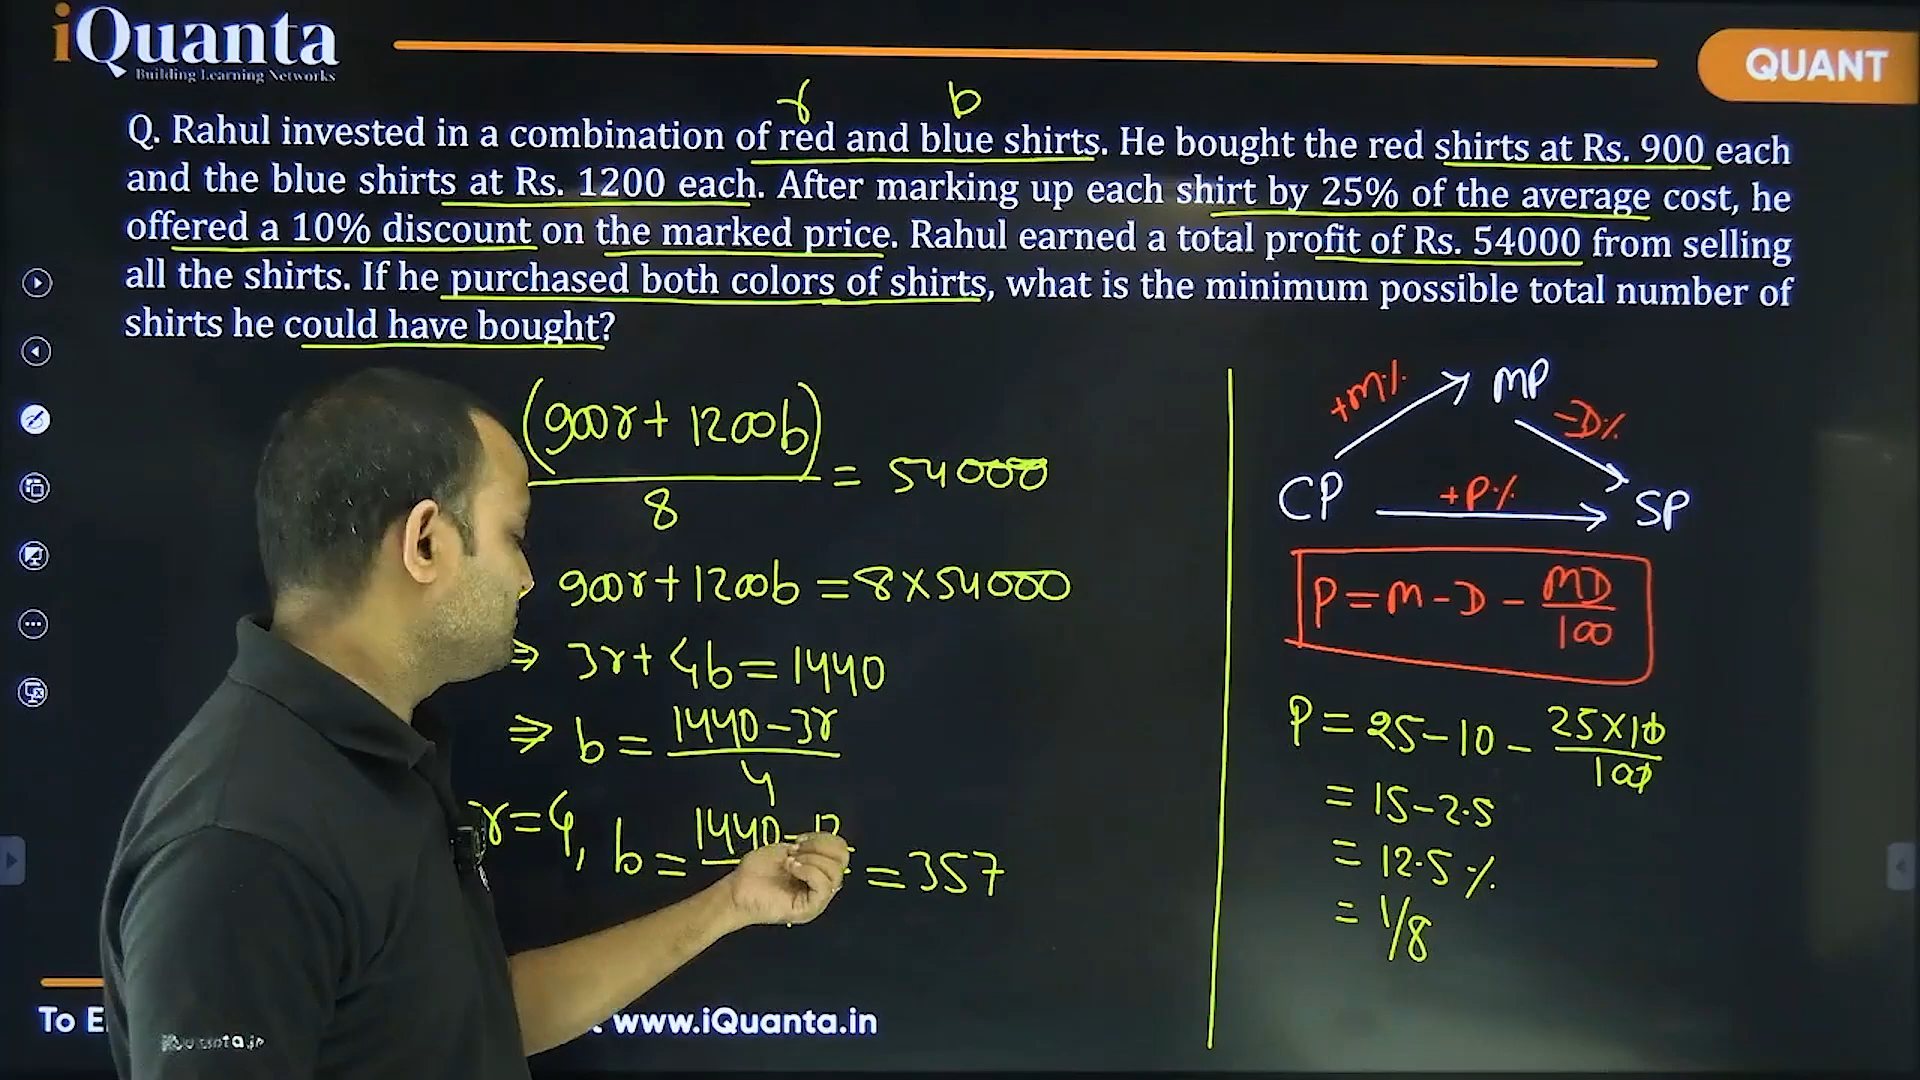 iQuanta
Building Learning Networks
QUANT
r b
Q. Rahul invested in a combination of red and blue shirts. He bought the red shirts at Rs. 900 each
and the blue shirts at Rs. 1200 each. After marking up each shirt by 25% of the average cost, he
offered a 10% discount on the marked price. Rahul earned a total profit of Rs. 54000 from selling
all the shirts. If he purchased both colors of shirts, what is the minimum possible total number of
shirts he could have bought?
(900r + 1200b)/8 = 54000
900r + 1200b = 8 × 54000
⇒ 3r + 4b = 1440
⇒ b = (1440 - 3r)/4
r = 4, b = 1440 - 12 = 357
+M% MP -D%
CP +P% SP
P = M - D - MD/100
P = 25 - 10 - 25×10/100
= 15 - 2.5
= 12.5%
= 1/8
To www.iQuanta.in